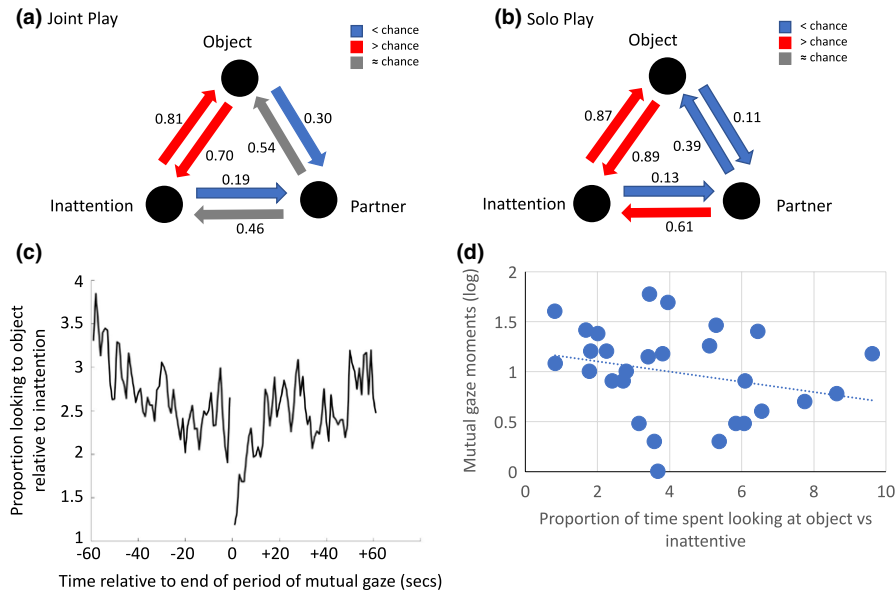 (a) Joint Play
Object
< chance
> chance
≈ chance
0.81
0.70
0.54
0.30
0.19
0.46
Inattention
Partner
(b) Solo Play
Object
< chance
> chance
≈ chance
0.87
0.89
0.39
0.11
0.13
0.61
Inattention
Partner
(c)
Proportion looking to object
relative to inattention
4
3.5
3
2.5
2
1.5
1
-60
-40
-20
0
+20
+40
+60
Time relative to end of period of mutual gaze (secs)
(d)
Mutual gaze moments (log)
2
1.5
1
0.5
0
0
2
4
6
8
10
Proportion of time spent looking at object vs
inattentive